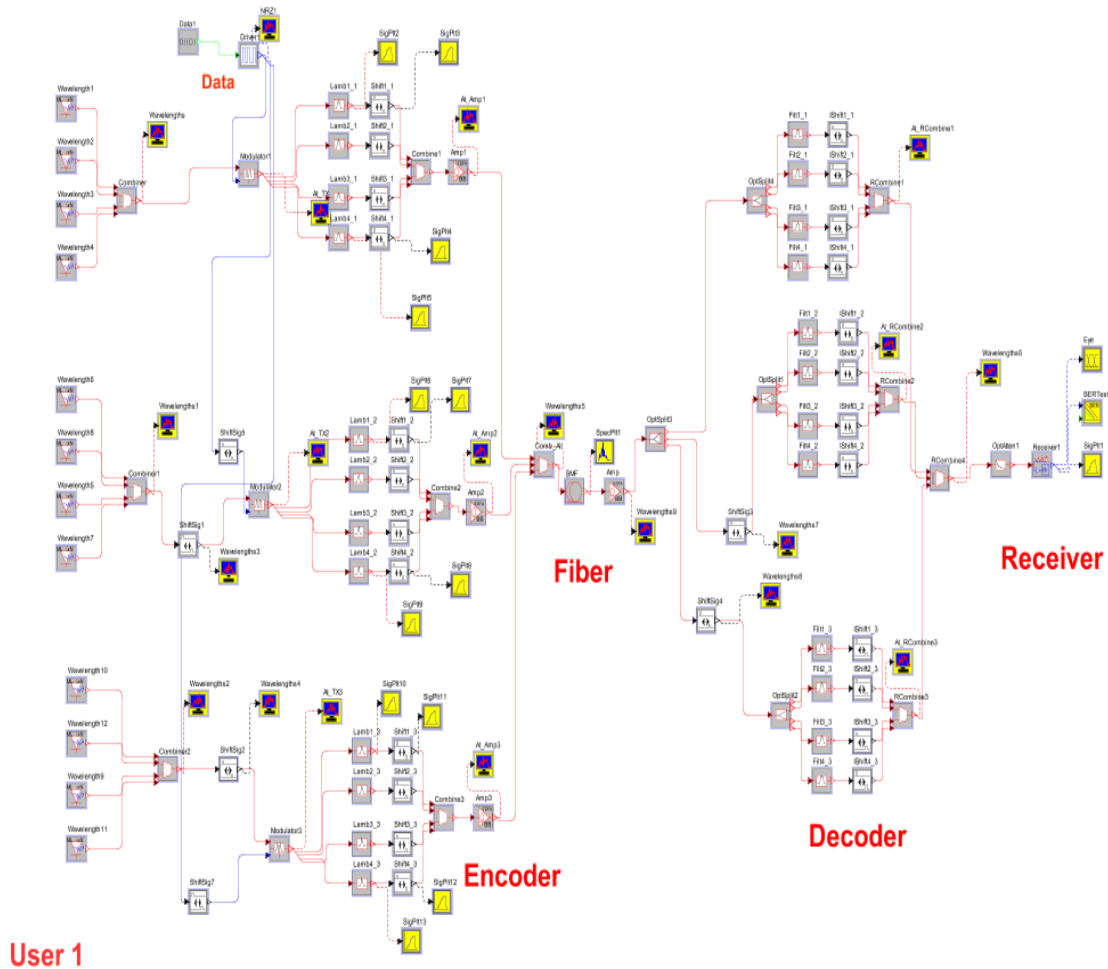 NRZ1
Data1
Driver1
Data
SigPlt2
SigPlt3
Wavelength1
Wavelengths
Wavelength2
Combiner
Wavelength3
Wavelength4
Modulator1
Lamb1_1
Shift1_1
Lamb2_1
Shift2_1
Lamb3_1
Shift3_1
Lamb4_1
Shift4_1
At_TX
At_Amp1
Combine1
Amp1
SigPlt4
SigPlt5
Filt1_1
IShift1_1
Filt2_1
IShift2_1
Filt3_1
IShift3_1
Filt4_1
IShift4_1
OptSplit4
RCombine1
At_RCombine1
Wavelength6
Wavelengths1
Wavelength8
Combiner1
Wavelength5
Wavelength7
ShiftSig5
ShiftSig1
Wavelengths3
Modulator2
At_TX2
SigPlt6
SigPlt7
Lamb1_2
Shift1_2
Lamb2_2
Shift2_2
Lamb3_2
Shift3_2
Lamb4_2
Shift4_2
At_Amp2
Combine2
Amp2
SigPlt8
SigPlt9
Wavelengths5
Comb_All
SMF
SpecPlt1
Amp
Wavelengths9
Fiber
OptSplit3
OptSplit1
Filt1_2
IShift1_2
Filt2_2
IShift2_2
Filt3_2
IShift3_2
Filt4_2
IShift4_2
At_RCombine2
RCombine2
Wavelengths6
RCombine4
OptAtten1
Receiver1
Eye
BERTest
SigPlt1
Receiver
ShiftSig3
Wavelengths7
ShiftSig4
Wavelengths8
Wavelength10
Wavelengths2
Wavelengths4
Wavelength12
Combiner2
ShiftSig2
Wavelength9
Wavelength11
At_TX3
Modulator3
ShiftSig7
SigPlt10
SigPlt11
Lamb1_3
Shift1_3
Lamb2_3
Shift2_3
Lamb3_3
Shift3_3
Lamb4_3
Shift4_3
At_Amp3
Combine3
Amp3
SigPlt12
SigPlt13
Encoder
OptSplit2
Filt1_3
IShift1_3
Filt2_3
IShift2_3
Filt3_3
IShift3_3
Filt4_3
IShift4_3
At_RCombine3
RCombine3
Decoder
User 1